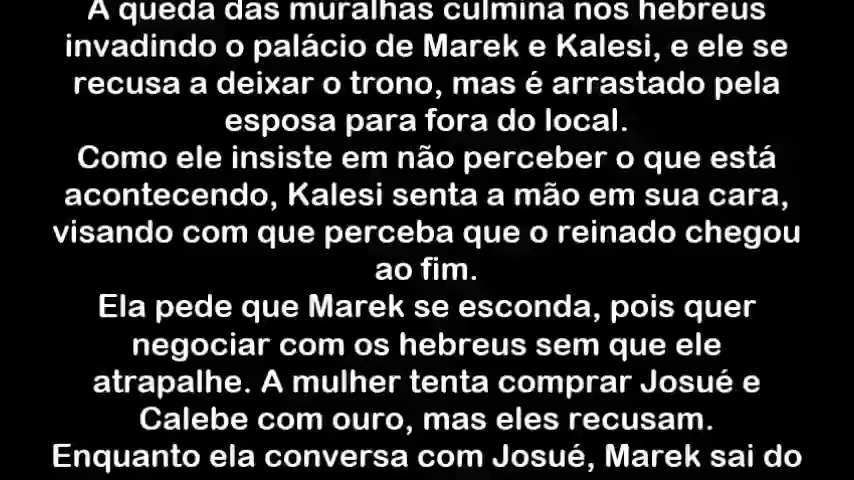 A queda das muralhas culmina nos hebreus
invadindo o palácio de Marek e Kalesi, e ele se
recusa a deixar o trono, mas é arrastado pela
esposa para fora do local.
Como ele insiste em não perceber o que está
acontecendo, Kalesi senta a mão em sua cara,
visando com que perceba que o reinado chegou
ao fim.
Ela pede que Marek se esconda, pois quer
negociar com os hebreus sem que ele
atrapalhe. A mulher tenta comprar Josué e
Calebe com ouro, mas eles recusam.
Enquanto ela conversa com Josué, Marek sai do